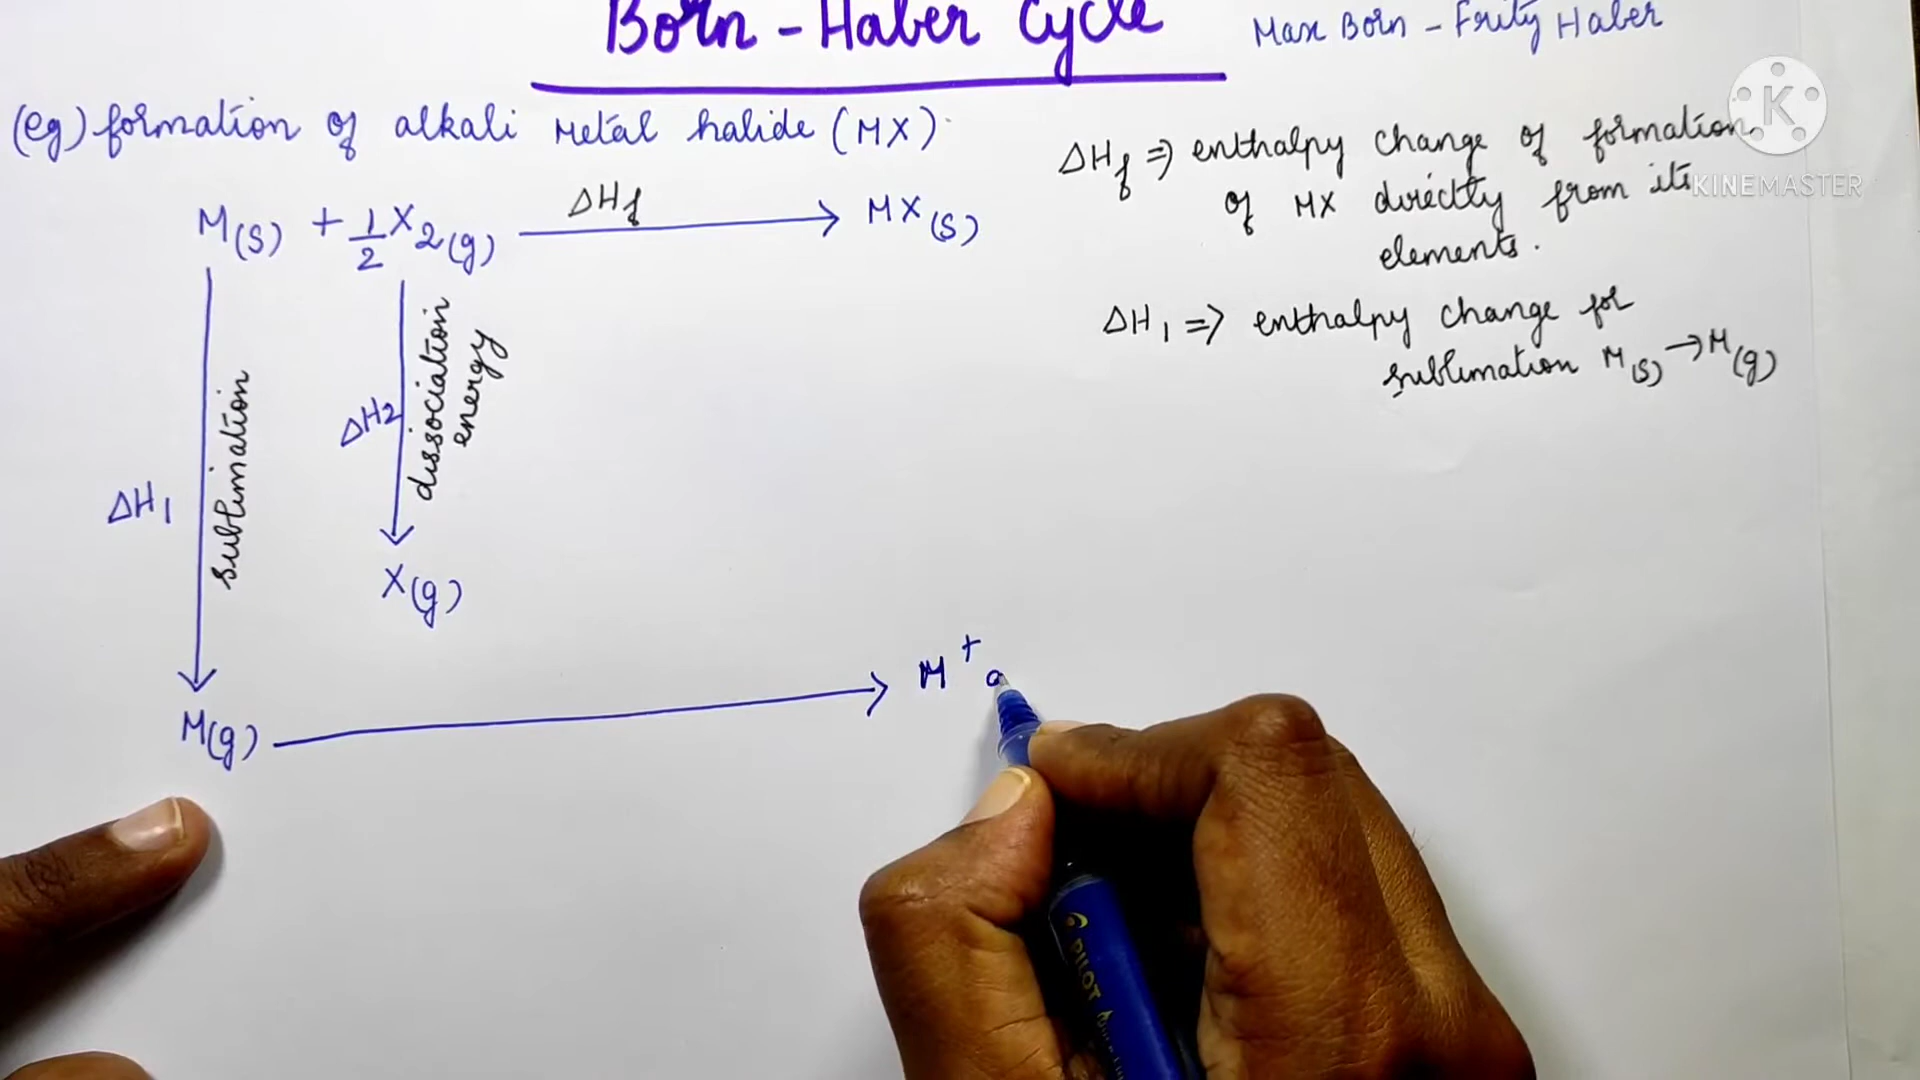 Born - Haber Cycle
Max Born - Frity Haber
(eg) formation of alkali Metal halide (MX).
M(s) + 1/2 X2(g) ⟶ MX(s)
ΔHf
ΔHf ⇒ enthalpy change of formation
of MX directly from its
elements.
ΔH1 ⇒ enthalpy change for
sublimation M(s) → M(g)
ΔH1
sublimation
ΔH2
dissociation
energy
X(g)
M(g) ⟶ M+
K
KINEMASTER
PILOT